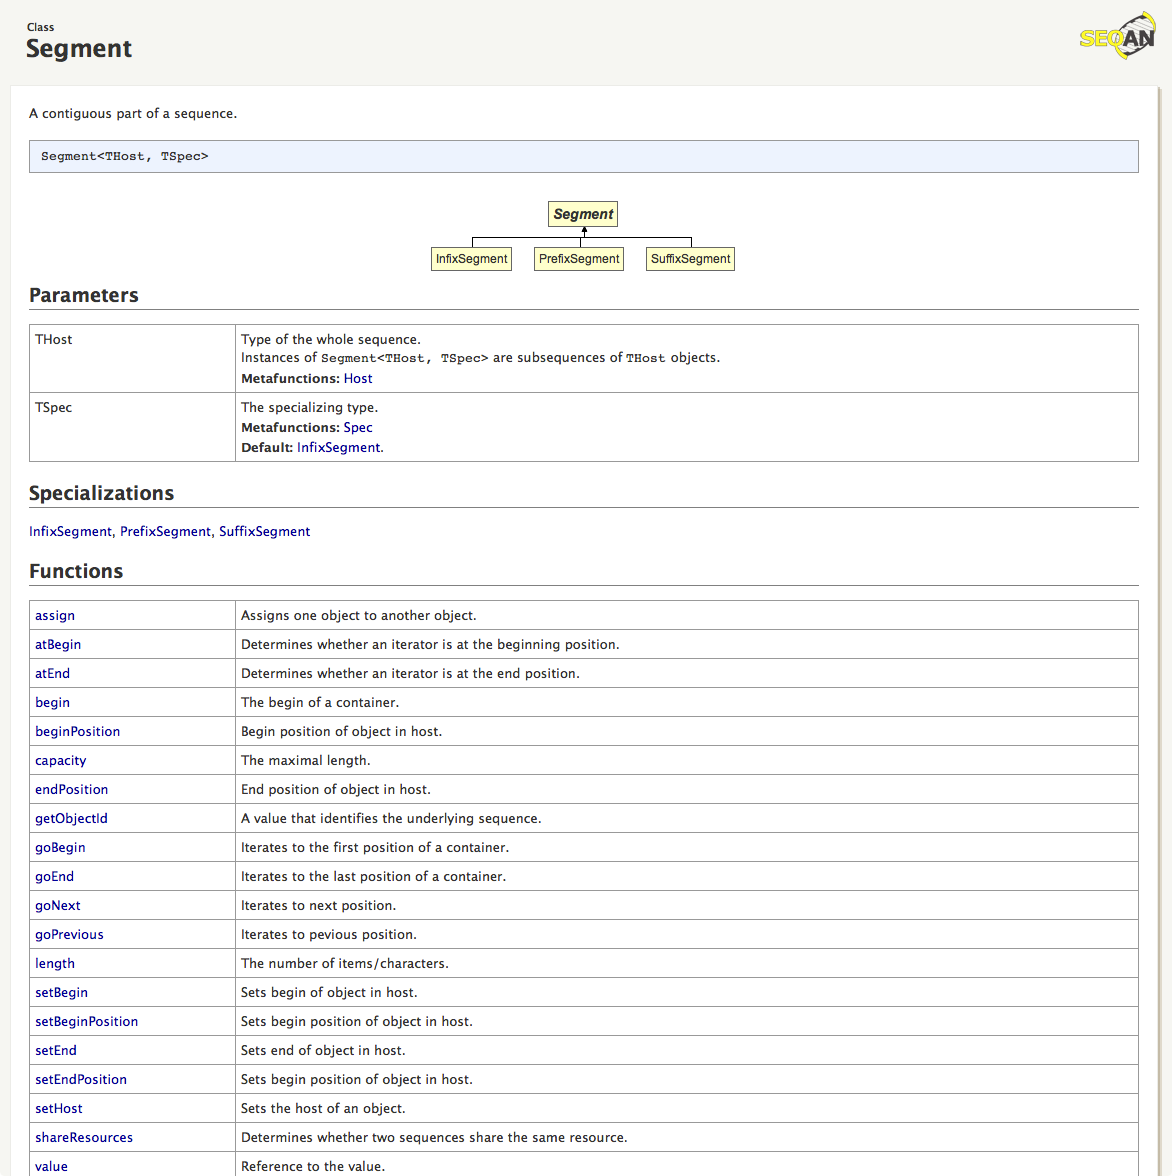 Class
Segment
SEQAN
A contiguous part of a sequence.
Segment<THost, TSpec>
Segment
InfixSegment PrefixSegment SuffixSegment
Parameters
THost Type of the whole sequence.
Instances of Segment<THost, TSpec> are subsequences of THost objects.
Metafunctions: Host
TSpec The specializing type.
Metafunctions: Spec
Default: InfixSegment.
Specializations
InfixSegment, PrefixSegment, SuffixSegment
Functions
assign Assigns one object to another object.
atBegin Determines whether an iterator is at the beginning position.
atEnd Determines whether an iterator is at the end position.
begin The begin of a container.
beginPosition Begin position of object in host.
capacity The maximal length.
endPosition End position of object in host.
getObjectId A value that identifies the underlying sequence.
goBegin Iterates to the first position of a container.
goEnd Iterates to the last position of a container.
goNext Iterates to next position.
goPrevious Iterates to pevious position.
length The number of items/characters.
setBegin Sets begin of object in host.
setBeginPosition Sets begin position of object in host.
setEnd Sets end of object in host.
setEndPosition Sets begin position of object in host.
setHost Sets the host of an object.
shareResources Determines whether two sequences share the same resource.
value Reference to the value.